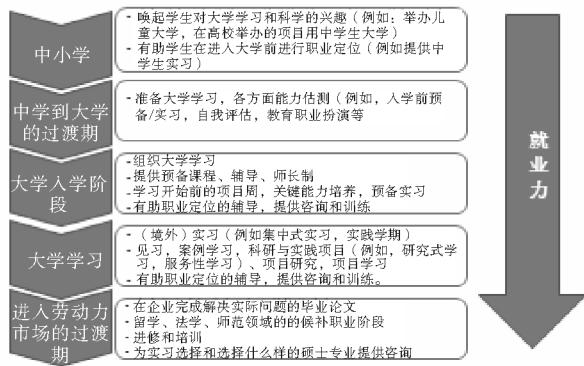 中小学
- 唤起学生对大学学习和科学的兴趣（例如：举办儿
童大学，在高校举办的项目用中学生大学）
- 有助学生在进入大学前进行职业定位（例如提供中
学生实习）
中学到大学
的过渡期
- 准备大学学习，各方面能力估测（例如，入学前预
备/实习，自我评估，教育职业扮演等
大学入学阶
段
- 组织大学学习
- 提供预备课程、辅导、师长制
- 学习开始前的项目周，关键能力培养，预备实习
- 有助职业定位的辅导，提供咨询和训练
大学学习
- （境外）实习（例如集中式实习，实践学期）
- 见习，案例学习，科研与实践项目（例如，研究式学
习，服务性学习）、项目研究，项目学习
- 有助职业定位的辅导，提供咨询和训练。
进入劳动力
市场的过渡
期
- 在企业完成解决实际问题的毕业论文
- 留学、法学、师范领域的的候补职业阶段
- 进修和培训
- 为实习选择和选择什么样的硕士专业提供咨询
就业力